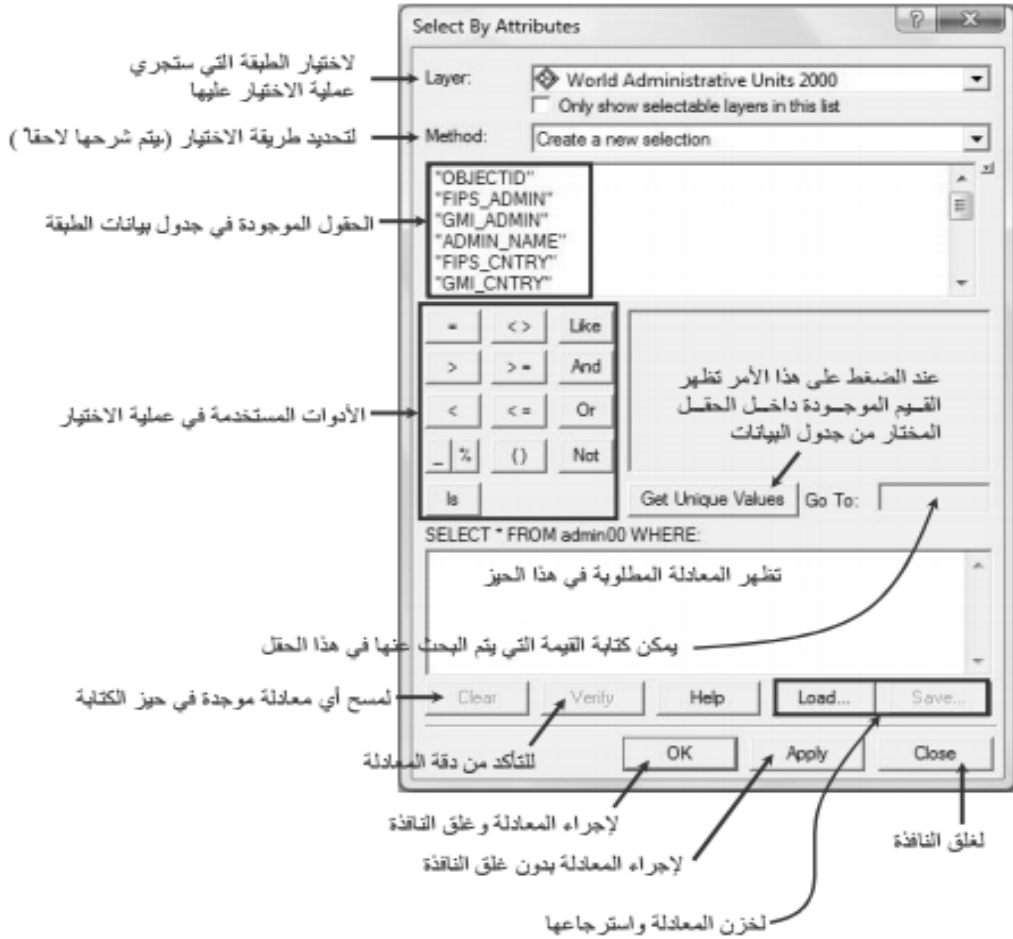 Select By Attributes
لاختيار الطبقة التي ستجري
عملية الاختيار عليها
Layer:
World Administrative Units 2000
Only show selectable layers in this list
لتحديد طريقة الاختيار (يتم شرحها لاحقاً)
Method:
Create a new selection
"OBJECTID"
"FIPS_ADMIN"
"GMI_ADMIN"
"ADMIN_NAME"
"FIPS_CNTRY"
"GMI_CNTRY"
الحقول الموجودة في جدول بيانات الطبقة
= < > Like
> > = And
< < = Or
_ % ( ) Not
Is
الأدوات المستخدمة في عملية الاختيار
عند الضغط على هذا الأمر تظهر
القيم الموجودة داخل الحقل
المختار من جدول البيانات
Get Unique Values
Go To:
SELECT * FROM admin00 WHERE:
تظهر المعادلة المطلوبة في هذا الحيز
يمكن كتابة القيمة التي يتم البحث عنها في هذا الحقل
لمسح أي معادلة موجدة في حيز الكتابة
Clear
Verify
Help
Load...
Save...
للتأكد من دقة المعادلة
OK
Apply
Close
لإجراء المعادلة وغلق النافذة
لغلق النافذة
لإجراء المعادلة بدون غلق النافذة
لخزن المعادلة واسترجاعها